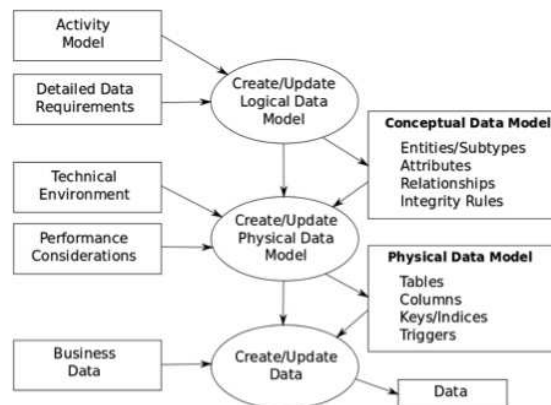 Activity
Model
Detailed Data
Requirements
Create/Update
Logical Data
Model
Conceptual Data Model
Entities/Subtypes
Attributes
Relationships
Integrity Rules
Technical
Environment
Performance
Considerations
Create/Update
Physical Data
Model
Physical Data Model
Tables
Columns
Keys/Indices
Triggers
Business
Data
Create/Update
Data
Data